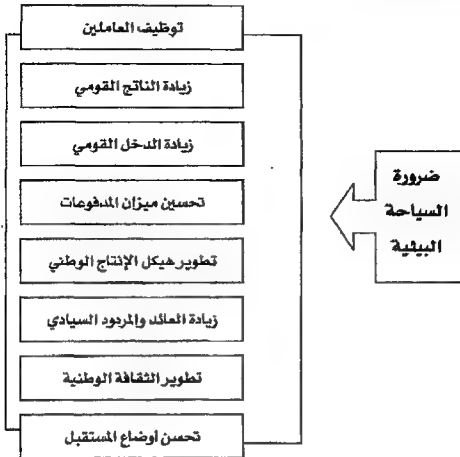 توظيف العاملين
زيادة الناتج القومي
زيادة الدخل القومي
تحسين ميزان المدفوعات
تطوير هيكل الإنتاج الوطني
زيادة العائد والمردود السيادي
تطوير الثقافة الوطنية
تحسن أوضاع المستقبل
ضرورة
السياحة
البيئية